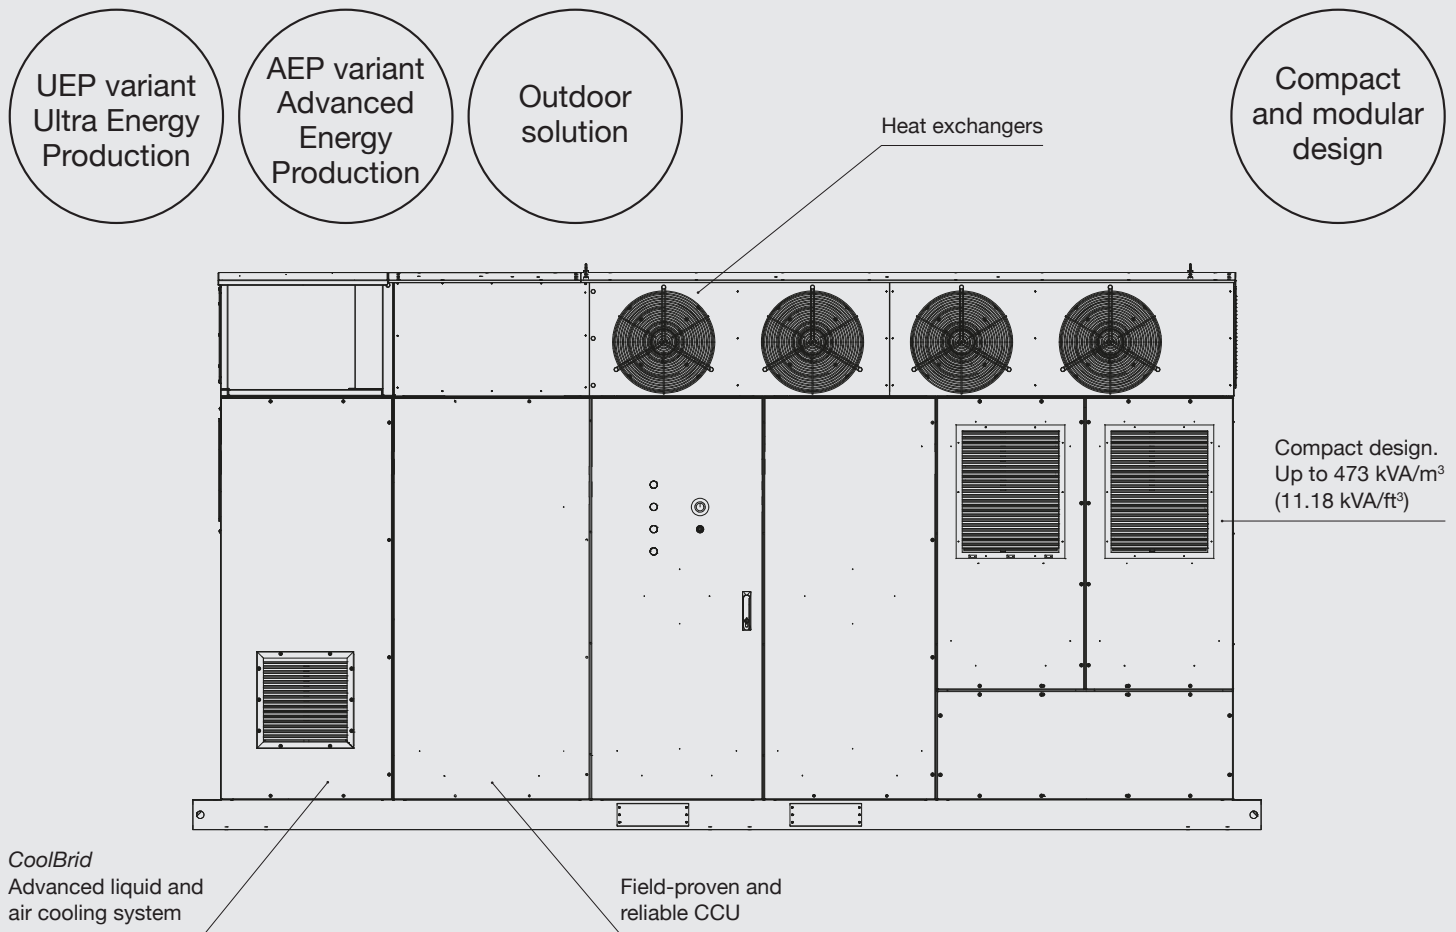 UEP variant
Ultra Energy
Production
AEP variant
Advanced
Energy
Production
Outdoor
solution
Compact
and modular
design
Heat exchangers
Compact design.
Up to 473 kVA/m³
(11.18 kVA/ft³)
CoolBrid
Advanced liquid and
air cooling system
Field-proven and
reliable CCU